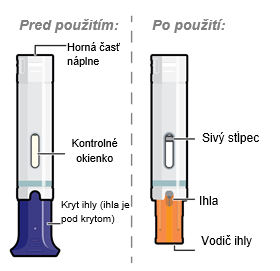 Pred použitím:
Po použití:
Horná časť
náplne
Kontrolné
okienko
Kryt ihly (ihla je
pod krytom)
Sivý stĺpec
Ihla
Vodič ihly